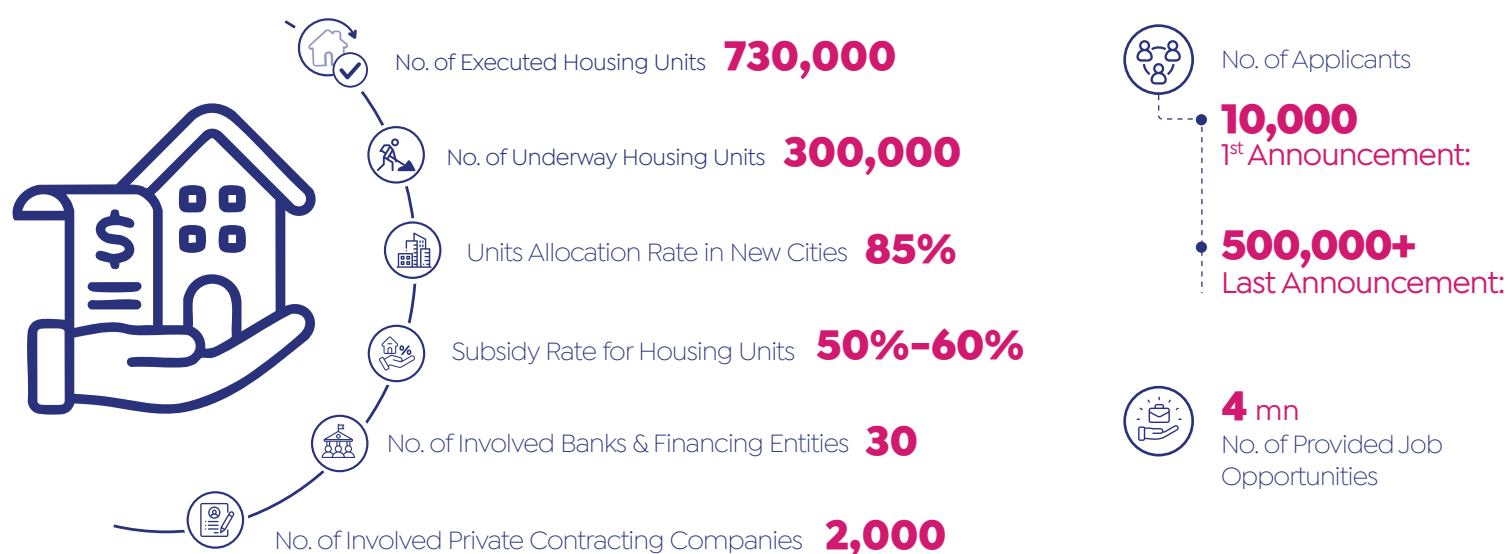 No. of Executed Housing Units 730,000
No. of Underway Housing Units 300,000
Units Allocation Rate in New Cities 85%
Subsidy Rate for Housing Units 50%-60%
No. of Involved Banks & Financing Entities 30
No. of Involved Private Contracting Companies 2,000
No. of Applicants
10,000
1st Announcement:
500,000+
Last Announcement:
4 mn
No. of Provided Job
Opportunities